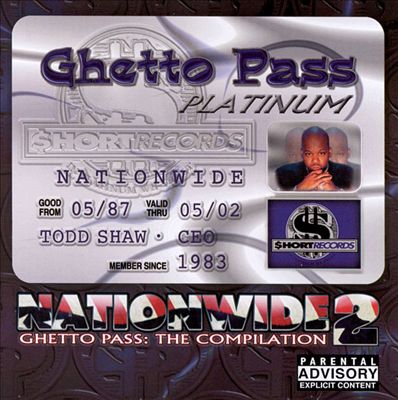 Ghetto Pass
PLATINUM
$HORTRECORDS
NATIONWIDE
GOOD FROM 05/87 VALID THRU 05/02
TODD SHAW · CEO
MEMBER SINCE 1983
$HORTRECORDS
NATIONWIDE 2
GHETTO PASS: THE COMPILATION
PARENTAL
ADVISORY
EXPLICIT CONTENT